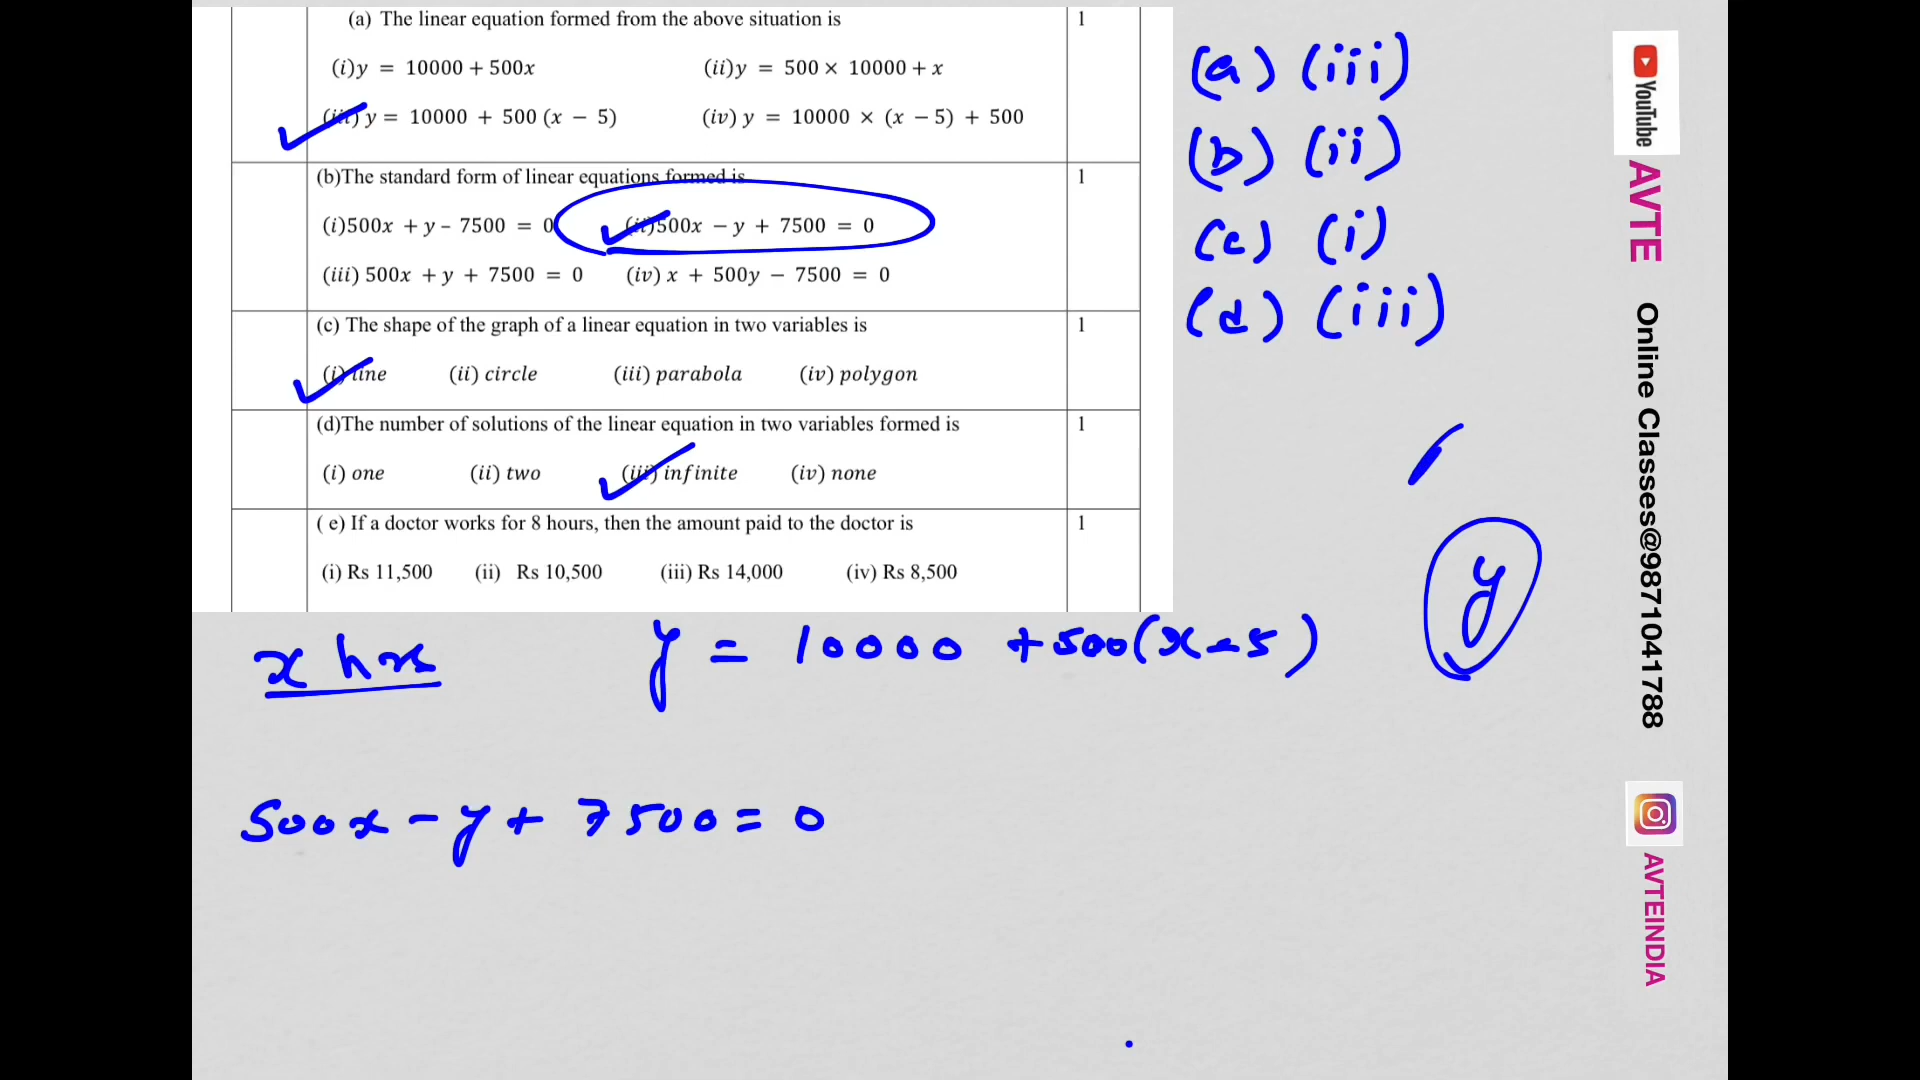 (a) The linear equation formed from the above situation is 1
(i)y = 10000 + 500x (ii)y = 500 × 10000 + x
(iii) y = 10000 + 500 (x − 5) (iv) y = 10000 × (x − 5) + 500
(b)The standard form of linear equations formed is 1
(i)500x + y − 7500 = 0 (ii)500x − y + 7500 = 0
(iii) 500x + y + 7500 = 0 (iv) x + 500y − 7500 = 0
(c) The shape of the graph of a linear equation in two variables is 1
(i) line (ii) circle (iii) parabola (iv) polygon
(d)The number of solutions of the linear equation in two variables formed is 1
(i) one (ii) two (iii) infinite (iv) none
( e) If a doctor works for 8 hours, then the amount paid to the doctor is 1
(i) Rs 11,500 (ii) Rs 10,500 (iii) Rs 14,000 (iv) Rs 8,500
(a) (iii)
(b) (ii)
(c) (i)
(d) (iii)
y
x hrs y = 10000 + 500(x-5)
500x - y + 7500 = 0
YouTube
AVTE
Online Classes@9871041788
AVTEINDIA